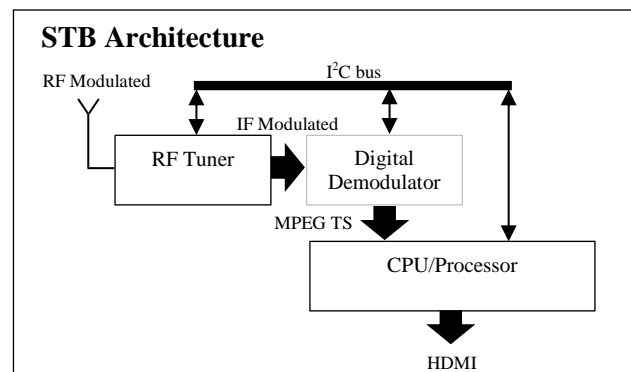 STB Architecture
RF Modulated
I²C bus
IF Modulated
RF Tuner
Digital
Demodulator
MPEG TS
CPU/Processor
HDMI